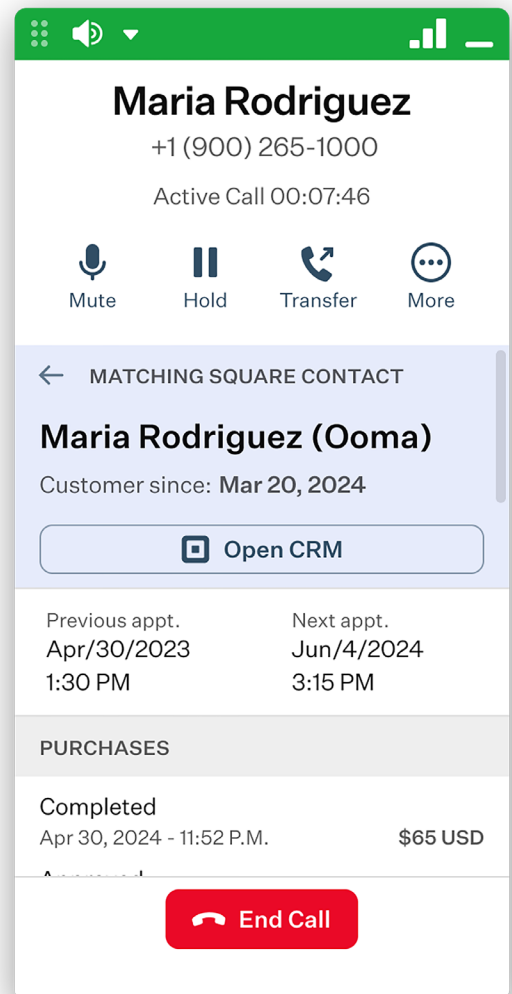 Maria Rodriguez
+1 (900) 265-1000
Active Call 00:07:46
Mute Hold Transfer More
MATCHING SQUARE CONTACT
Maria Rodriguez (Ooma)
Customer since: Mar 20, 2024
Open CRM
Previous appt. Next appt.
Apr/30/2023 Jun/4/2024
1:30 PM 3:15 PM
PURCHASES
Completed
Apr 30, 2024 - 11:52 P.M. $65 USD
End Call